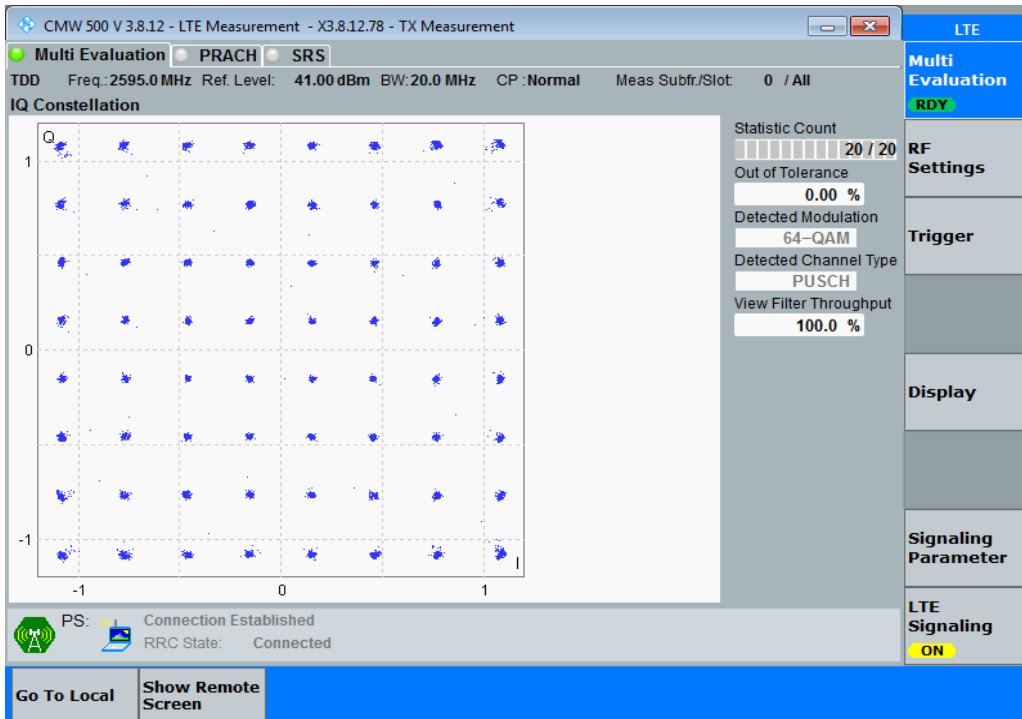 CMW 500 V 3.8.12 - LTE Measurement - X3.8.12.78 - TX Measurement
LTE
Multi Evaluation PRACH SRS
TDD Freq.:2595.0 MHz Ref. Level: 41.00 dBm BW:20.0 MHz CP :Normal Meas Subfr./Slot: 0 / All
IQ Constellation
Q
1
0
-1
-1 0 1
I
Statistic Count
20 / 20
Out of Tolerance
0.00 %
Detected Modulation
64-QAM
Detected Channel Type
PUSCH
View Filter Throughput
100.0 %
Multi
Evaluation
RDY
RF
Settings
Trigger
Display
Signaling
Parameter
LTE
Signaling
ON
PS: Connection Established
RRC State: Connected
Go To Local
Show Remote
Screen